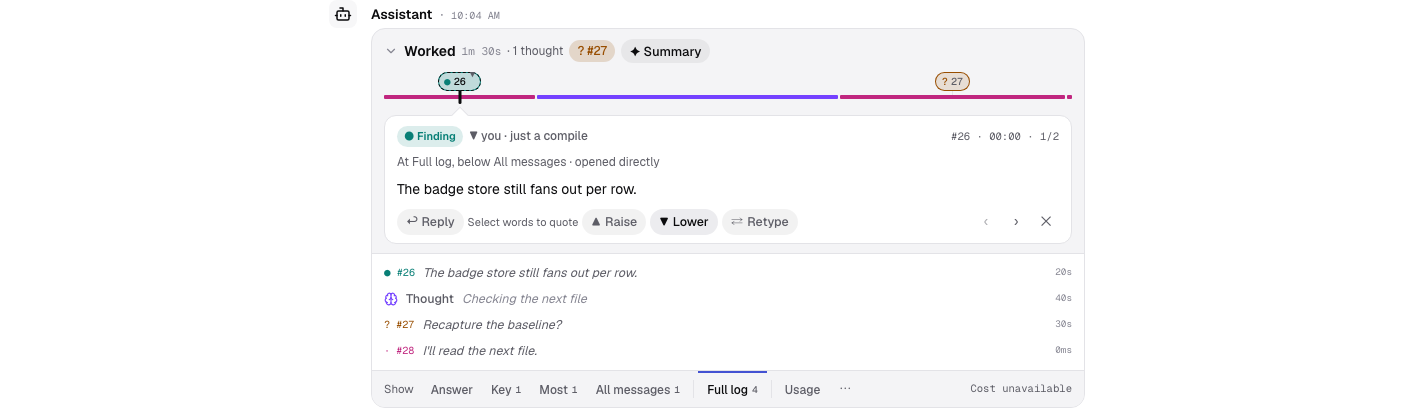 Assistant · 10:04 AM
Worked 1m 30s · 1 thought ? #27 Summary
26
? 27
Finding ▼ you · just a compile #26 · 00:00 · 1/2
At Full log, below All messages · opened directly
The badge store still fans out per row.
Reply Select words to quote ▲ Raise ▼ Lower Retype
#26 The badge store still fans out per row. 20s
Thought Checking the next file 40s
? #27 Recapture the baseline? 30s
· #28 I'll read the next file. 0ms
Show Answer Key 1 Most 1 All messages 1 Full log 4 Usage ··· Cost unavailable